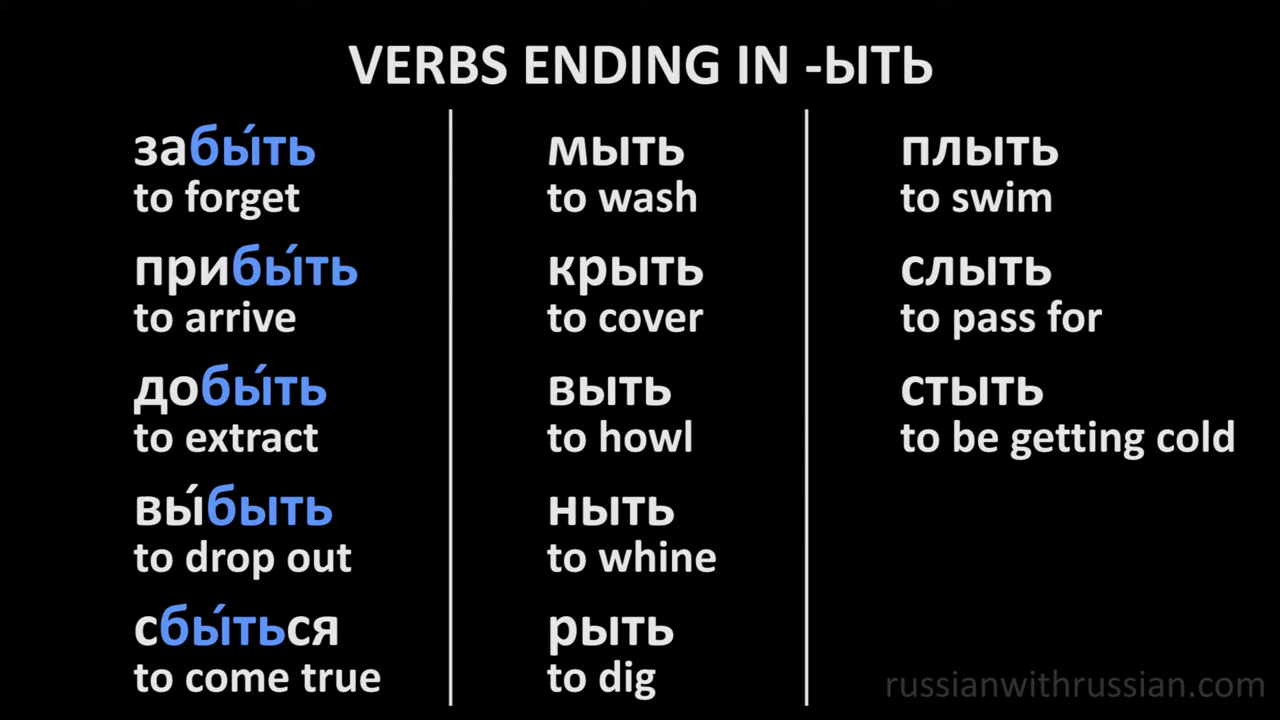 VERBS ENDING IN -ЫТЬ
забы́ть
to forget
прибы́ть
to arrive
добы́ть
to extract
вы́быть
to drop out
сбы́ться
to come true
мыть
to wash
крыть
to cover
выть
to howl
ныть
to whine
рыть
to dig
плыть
to swim
слыть
to pass for
стыть
to be getting cold
russianwithrussian.com